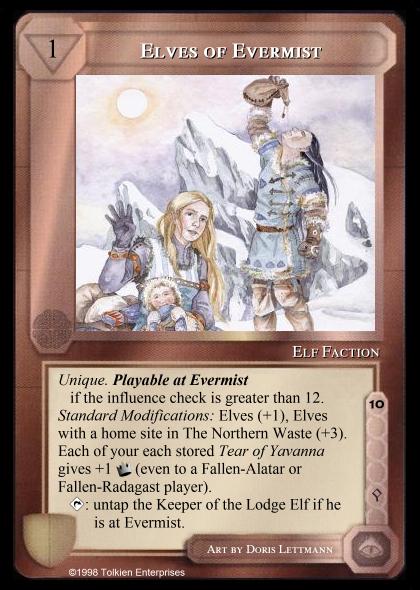 1
ELVES OF EVERMIST
ELF FACTION
Unique. Playable at Evermist
if the influence check is greater than 12.
Standard Modifications: Elves (+1), Elves
with a home site in The Northern Waste (+3).
Each of your each stored Tear of Yavanna
gives +1 (even to a Fallen-Alatar or
Fallen-Radagast player).
: untap the Keeper of the Lodge Elf if he
is at Evermist.
10
ART BY DORIS LETTMANN
©1998 Tolkien Enterprises